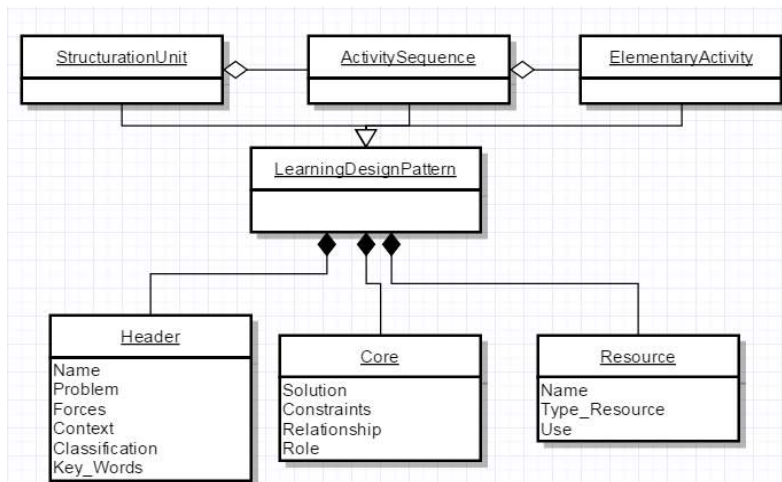 StructurationUnit
ActivitySequence
ElementaryActivity
LearningDesignPattern
Header
Name
Problem
Forces
Context
Classification
Key_Words
Core
Solution
Constraints
Relationship
Role
Resource
Name
Type_Resource
Use